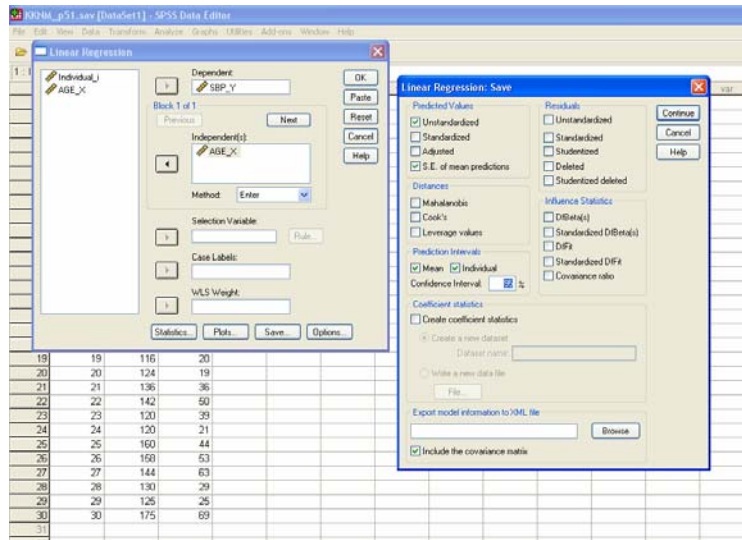 KKNM_p51.sav [DataSet1] - SPSS Data Editor
File Edit View Data Transform Analyze Graphs Utilities Add-ons Window Help
Linear Regression
Individual_i
AGE_X
Dependent:
SBP_Y
Block 1 of 1
Previous
Next
Independent(s):
AGE_X
Method: Enter
Selection Variable:
Rule...
Case Labels:
WLS Weight:
Statistics... Plots... Save... Options...
OK
Paste
Reset
Cancel
Help
Linear Regression: Save
Predicted Values
Unstandardized
Standardized
Adjusted
S.E. of mean predictions
Distances
Mahalanobis
Cook's
Leverage values
Prediction Intervals
Mean Individual
Confidence Interval: 95 %
Residuals
Unstandardized
Standardized
Studentized
Deleted
Studentized deleted
Influence Statistics
DfBeta(s)
Standardized DfBeta(s)
DfFit
Standardized DfFit
Covariance ratio
Continue
Cancel
Help
Coefficient statistics
Create coefficient statistics
Create a new dataset
Dataset name:
Write a new data file
File...
Export model information to XML file
Browse
Include the covariance matrix
var
19 19 116 20
20 20 124 19
21 21 136 36
22 22 142 50
23 23 120 39
24 24 120 21
25 25 160 44
26 26 158 53
27 27 144 63
28 28 130 29
29 29 125 25
30 30 175 69
31